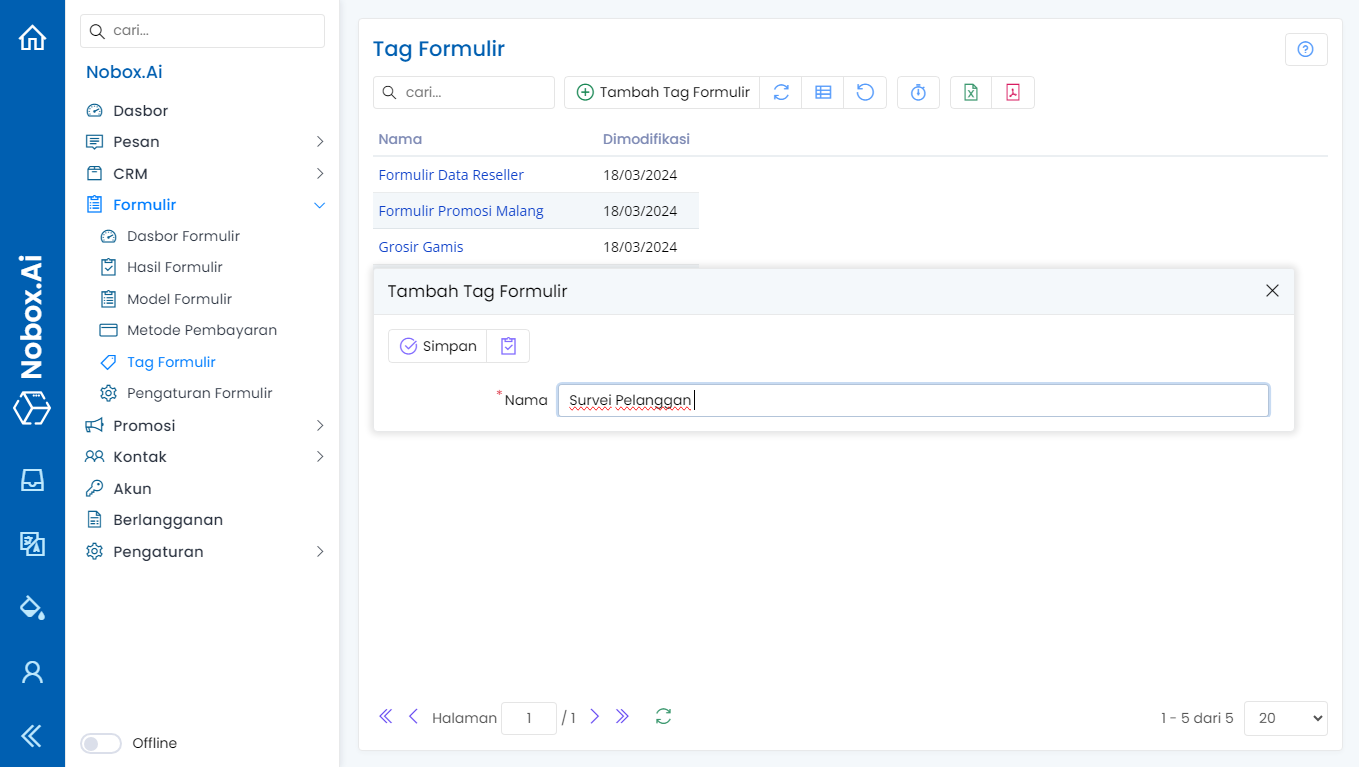 cari...
Nobox.Ai
Dasbor
Pesan
CRM
Formulir
Dasbor Formulir
Hasil Formulir
Model Formulir
Metode Pembayaran
Tag Formulir
Pengaturan Formulir
Promosi
Kontak
Akun
Berlangganan
Pengaturan
Offline
Nobox.Ai
Tag Formulir
cari...
Tambah Tag Formulir
Nama Dimodifikasi
Formulir Data Reseller 18/03/2024
Formulir Promosi Malang 18/03/2024
Grosir Gamis 18/03/2024
Tambah Tag Formulir
Simpan
*Nama Survei Pelanggan
Halaman 1 / 1
1 - 5 dari 5 20